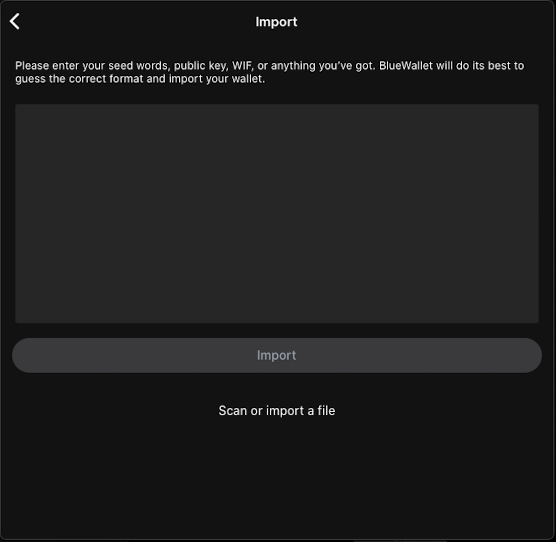 Import
Please enter your seed words, public key, WIF, or anything you’ve got. BlueWallet will do its best to
guess the correct format and import your wallet.
Import
Scan or import a file